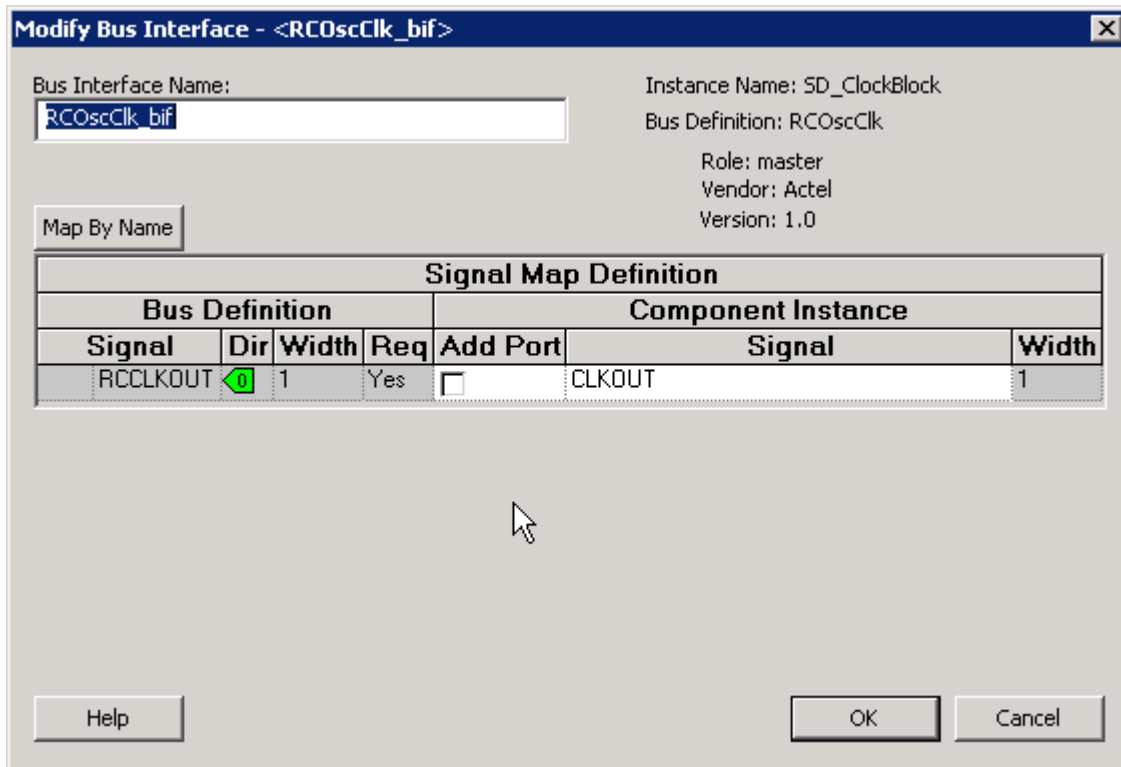 Modify Bus Interface - <RCOscClk_bif>
Bus Interface Name:
RCOscClk_bif
Instance Name: SD_ClockBlock
Bus Definition: RCOscClk
Role: master
Vendor: Actel
Version: 1.0
Map By Name
Signal Map Definition
Bus Definition Component Instance
Signal Dir Width Req Add Port Signal Width
RCCLKOUT O 1 Yes CLKOUT 1
Help OK Cancel